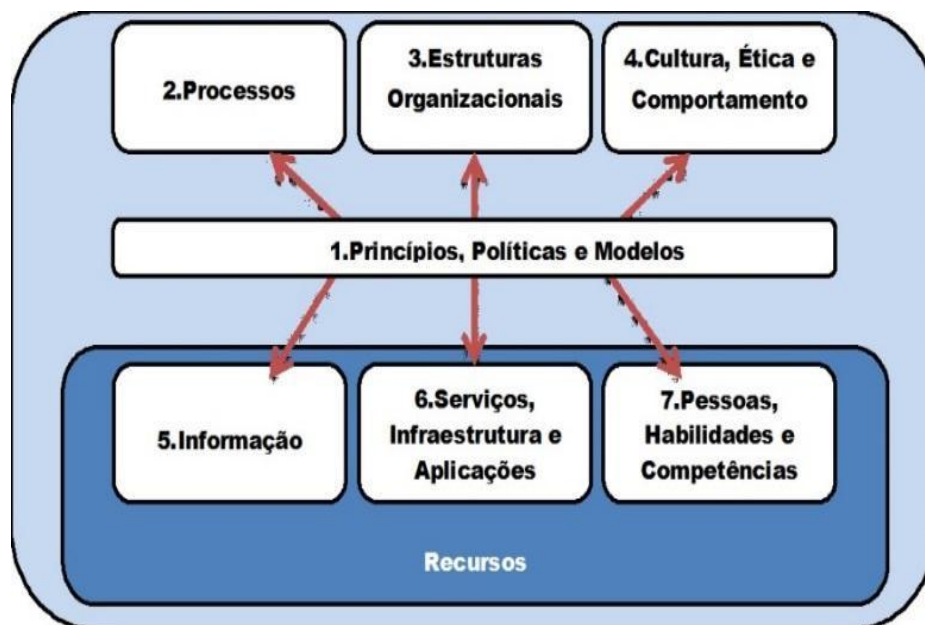 2.Processos
3.Estruturas
Organizacionais
4.Cultura, Ética e
Comportamento
1.Princípios, Políticas e Modelos
5.Informação
6.Serviços,
Infraestrutura e
Aplicações
7.Pessoas,
Habilidades e
Competências
Recursos